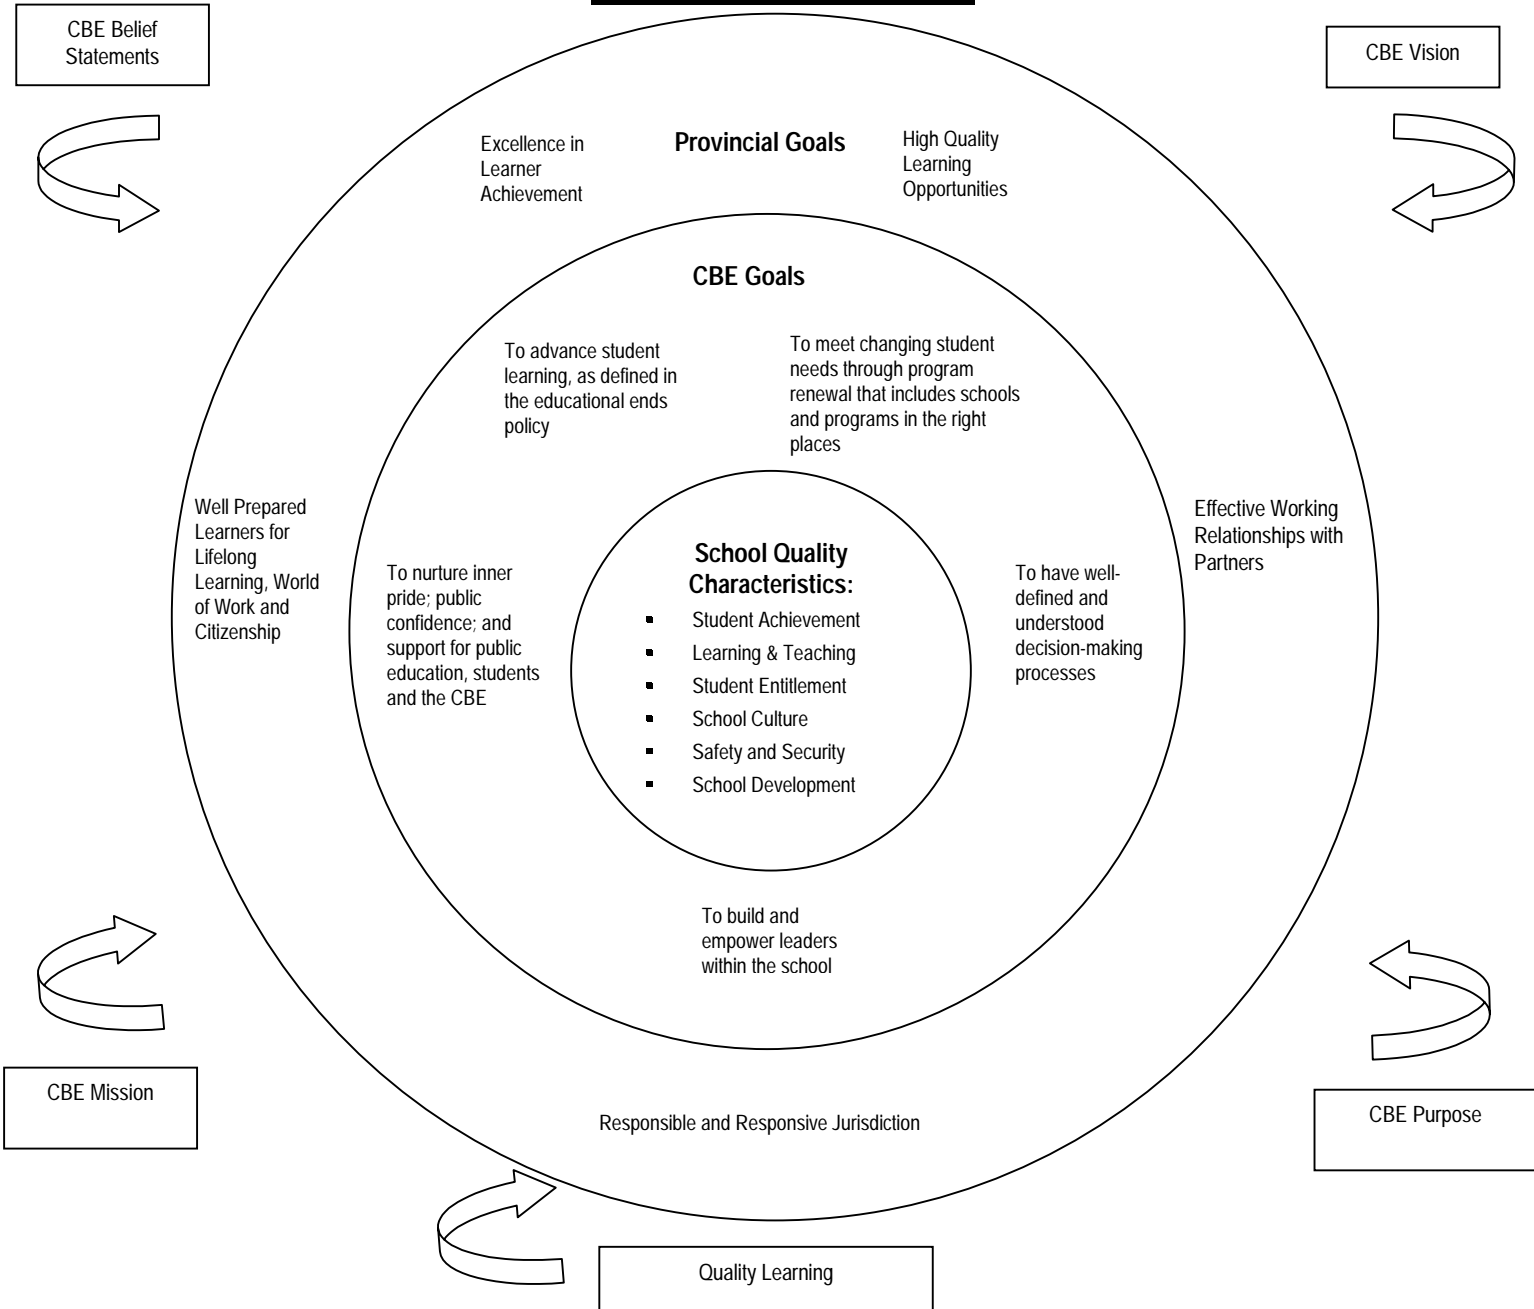 CBE Belief
Statements
CBE Vision
Provincial Goals
Excellence in
Learner
Achievement
High Quality
Learning
Opportunities
CBE Goals
To advance student
learning, as defined in
the educational ends
policy
To meet changing student
needs through program
renewal that includes schools
and programs in the right
places
Well Prepared
Learners for
Lifelong
Learning, World
of Work and
Citizenship
Effective Working
Relationships with
Partners
To nurture inner
pride; public
confidence; and
support for public
education, students
and the CBE
School Quality
Characteristics:
▪ Student Achievement
▪ Learning & Teaching
▪ Student Entitlement
▪ School Culture
▪ Safety and Security
▪ School Development
To have well-
defined and
understood
decision-making
processes
To build and
empower leaders
within the school
CBE Mission
CBE Purpose
Responsible and Responsive Jurisdiction
Quality Learning